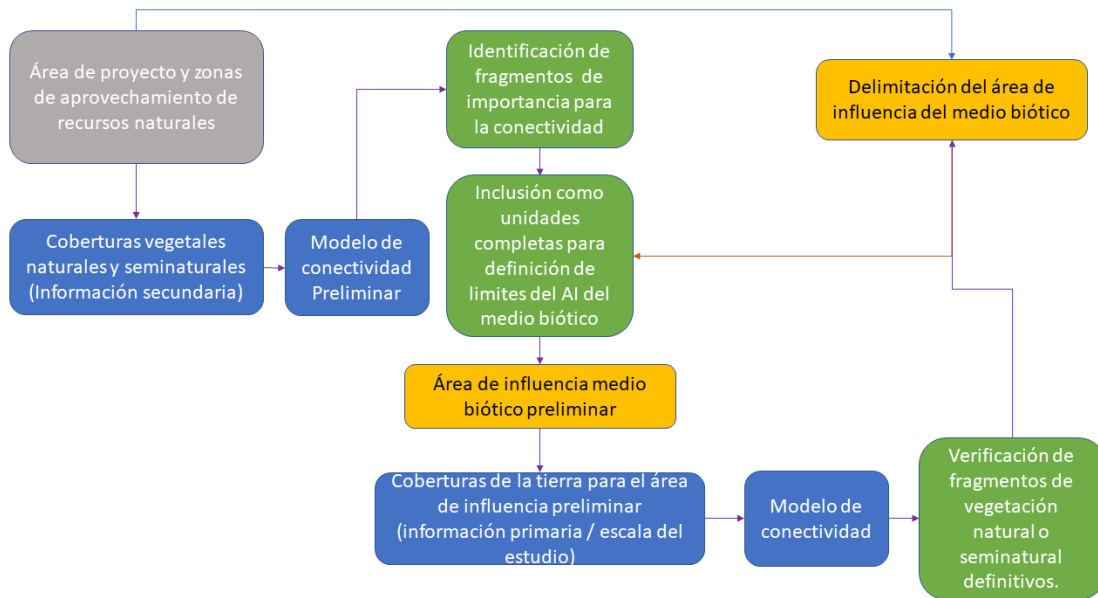 Área de proyecto y zonas
de aprovechamiento de
recursos naturales
Identificación de
fragmentos de
importancia para
la conectividad
Delimitación del área de
influencia del medio biótico
Coberturas vegetales
naturales y seminaturales
(Información secundaria)
Modelo de
conectividad
Preliminar
Inclusión como
unidades
completas para
definición de
limites del AI del
medio biótico
Área de influencia medio
biótico preliminar
Coberturas de la tierra para el área
de influencia preliminar
(información primaria / escala del
estudio)
Modelo de
conectividad
Verificación de
fragmentos de
vegetación
natural o
seminatural
definitivos.